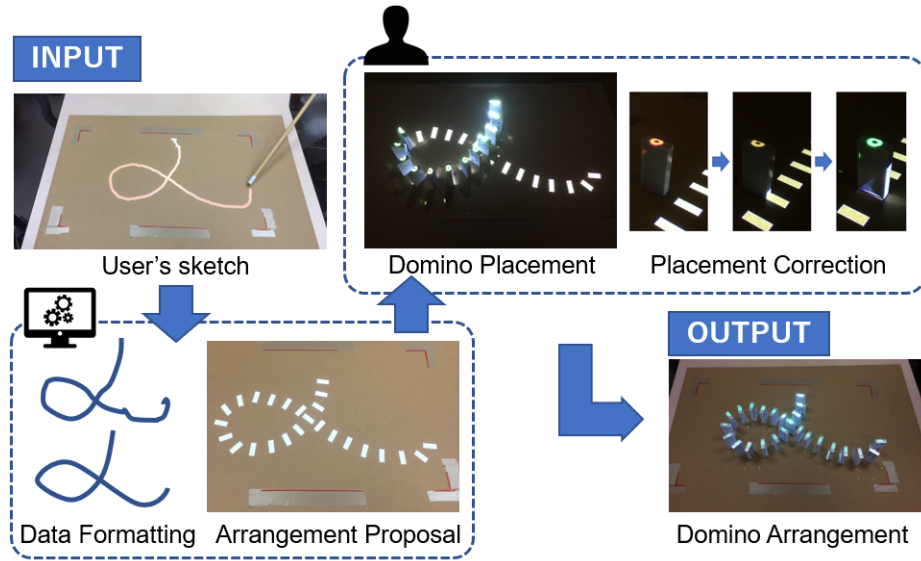 INPUT
User's sketch
Domino Placement
Placement Correction
Data Formatting
Arrangement Proposal
OUTPUT
Domino Arrangement